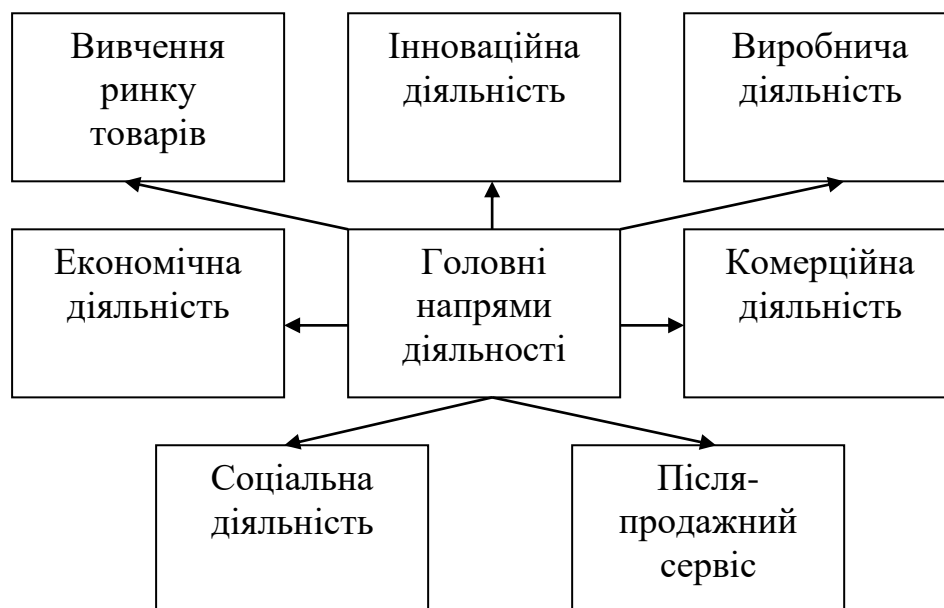 Вивчення
ринку
товарів
Інноваційна
діяльність
Виробнича
діяльність
Економічна
діяльність
Головні
напрями
діяльності
Комерційна
діяльність
Соціальна
діяльність
Після-
продажний
сервіс